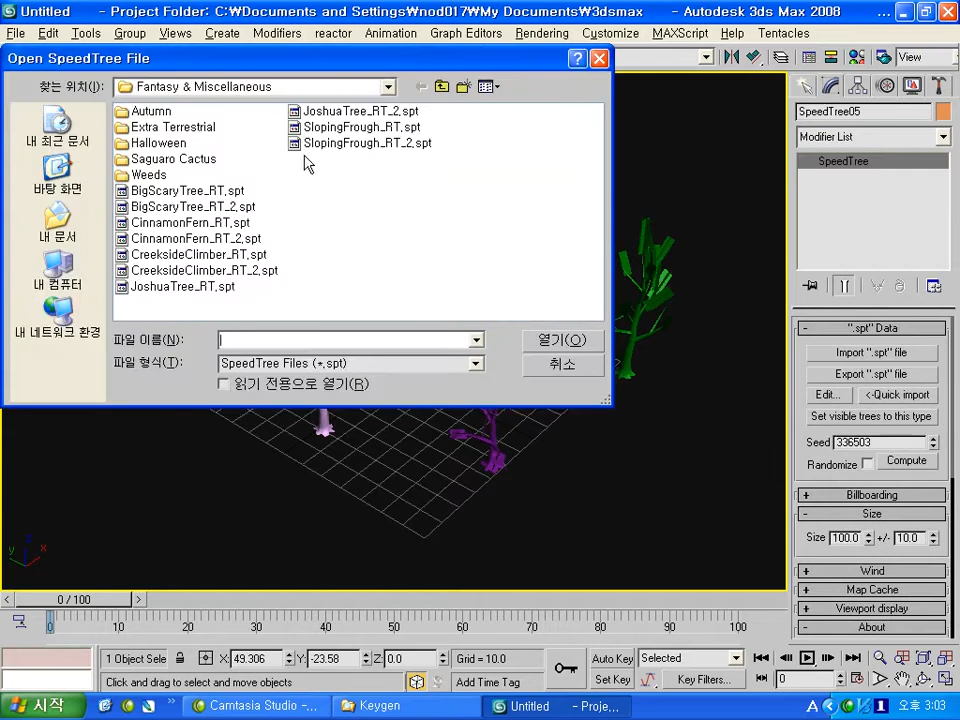 Untitled - Project Folder: C:₩Documents and Settings₩nod017₩My Documents₩3dsmax - Autodesk 3ds Max 2008 ...
File Edit Tools Group Views Create Modifiers reactor Animation Graph Editors Rendering Customize MAXScript Help Tentacles
Open SpeedTree File
View
찾는 위치(I): Fantasy & Miscellaneous
내 최근 문서
바탕 화면
내 문서
내 컴퓨터
내 네트워크 환경
Autumn
Extra Terrestrial
Halloween
Saguaro Cactus
Weeds
BigScaryTree_RT.spt
BigScaryTree_RT_2.spt
CinnamonFern_RT.spt
CinnamonFern_RT_2.spt
CreeksideClimber_RT.spt
CreeksideClimber_RT_2.spt
JoshuaTree_RT.spt
JoshuaTree_RT_2.spt
SlopingFrough_RT.spt
SlopingFrough_RT_2.spt
파일 이름(N): 열기(O)
파일 형식(T): SpeedTree Files (*.spt) 취소
읽기 전용으로 열기(R)
SpeedTree05
Modifier List
SpeedTree
- ".spt" Data
Import ".spt" file
Export ".spt" file
Edit... <-Quick import
Set visible trees to this type
Seed 336503
Randomize Compute
+ Billboarding
- Size
Size 100.0 +/- 10.0
+ Wind
+ Map Cache
+ Viewport display
+ About
z
y x
< 0 / 100 >
0 10 20 30 40 50 60 70 80 90 100
1 Object Sele X: 49.306 Y: -23.58 Z: 0.0 Grid = 10.0 Auto Key Selected
Click and drag to select and move objects Add Time Tag Set Key Key Filters... 0
시작 » Camtasia Studio -... Keygen Untitled - Proje... A 오후 3:03